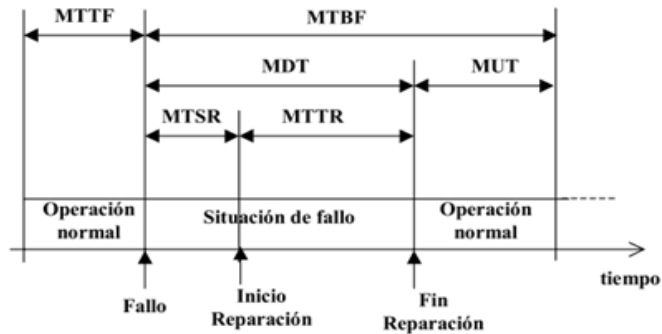 MTTF MTBF
MDT MUT
MTSR MTTR
Operación normal
Situación de fallo
Operación normal
tiempo
Fallo
Inicio Reparación
Fin Reparación